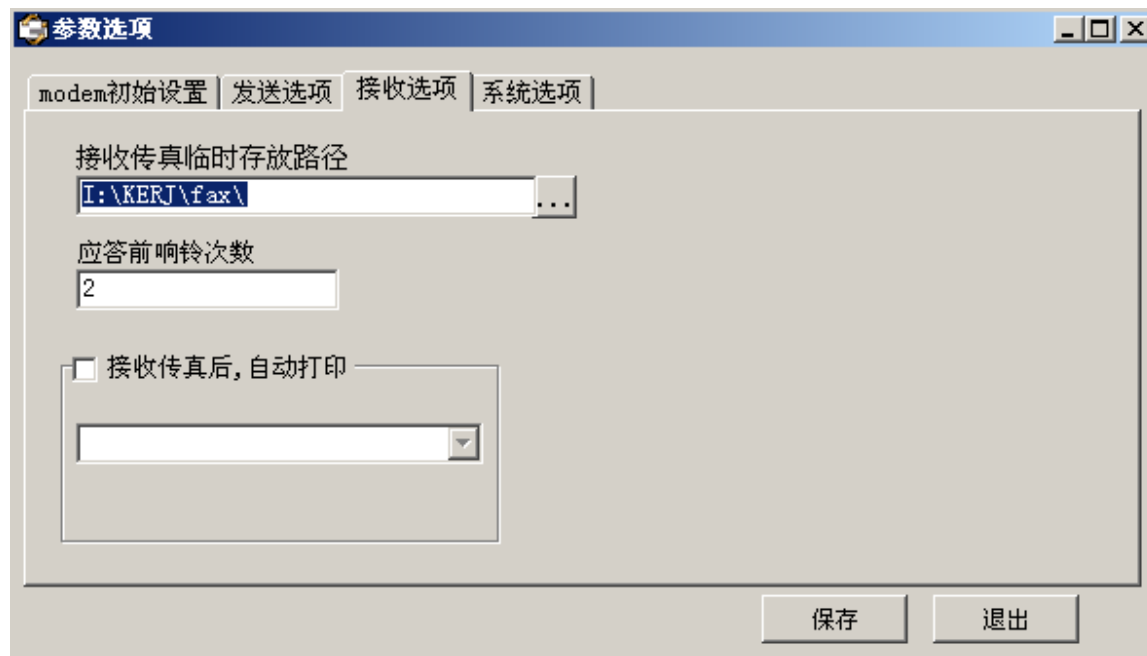 参数选项
modem初始设置 发送选项 接收选项 系统选项
接收传真临时存放路径
I:\KERJ\fax\ ...
应答前响铃次数
2
接收传真后,自动打印
保存 退出